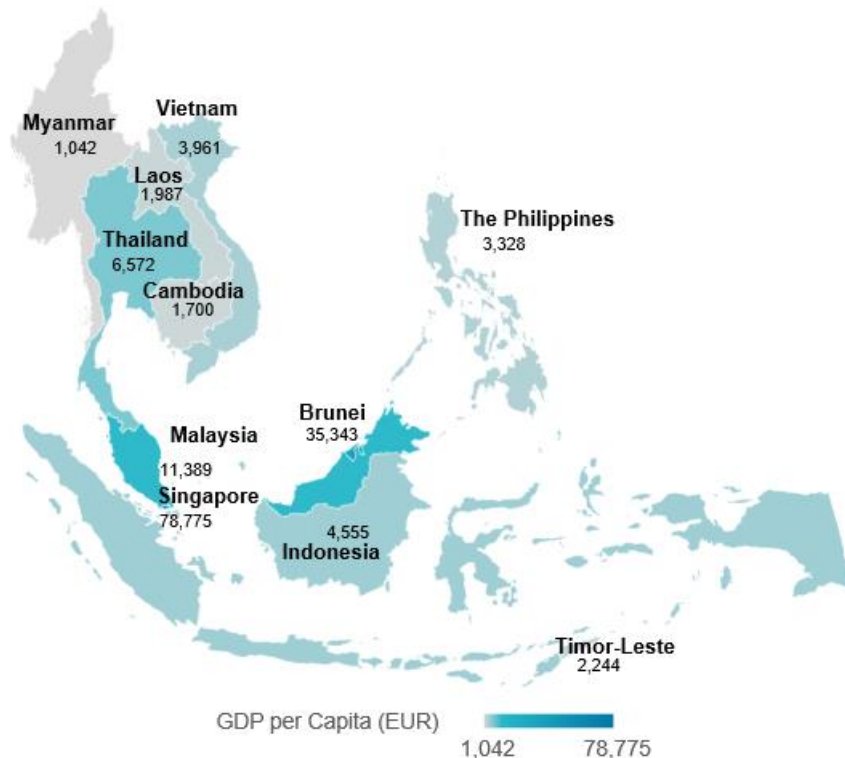 Vietnam
3,961
Myanmar
1,042
Laos
1,987
The Philippines
3,328
Thailand
6,572
Cambodia
1,700
Brunei
35,343
Malaysia
11,389
Singapore
78,775
4,555
Indonesia
Timor-Leste
2,244
GDP per Capita (EUR)
1,042 78,775